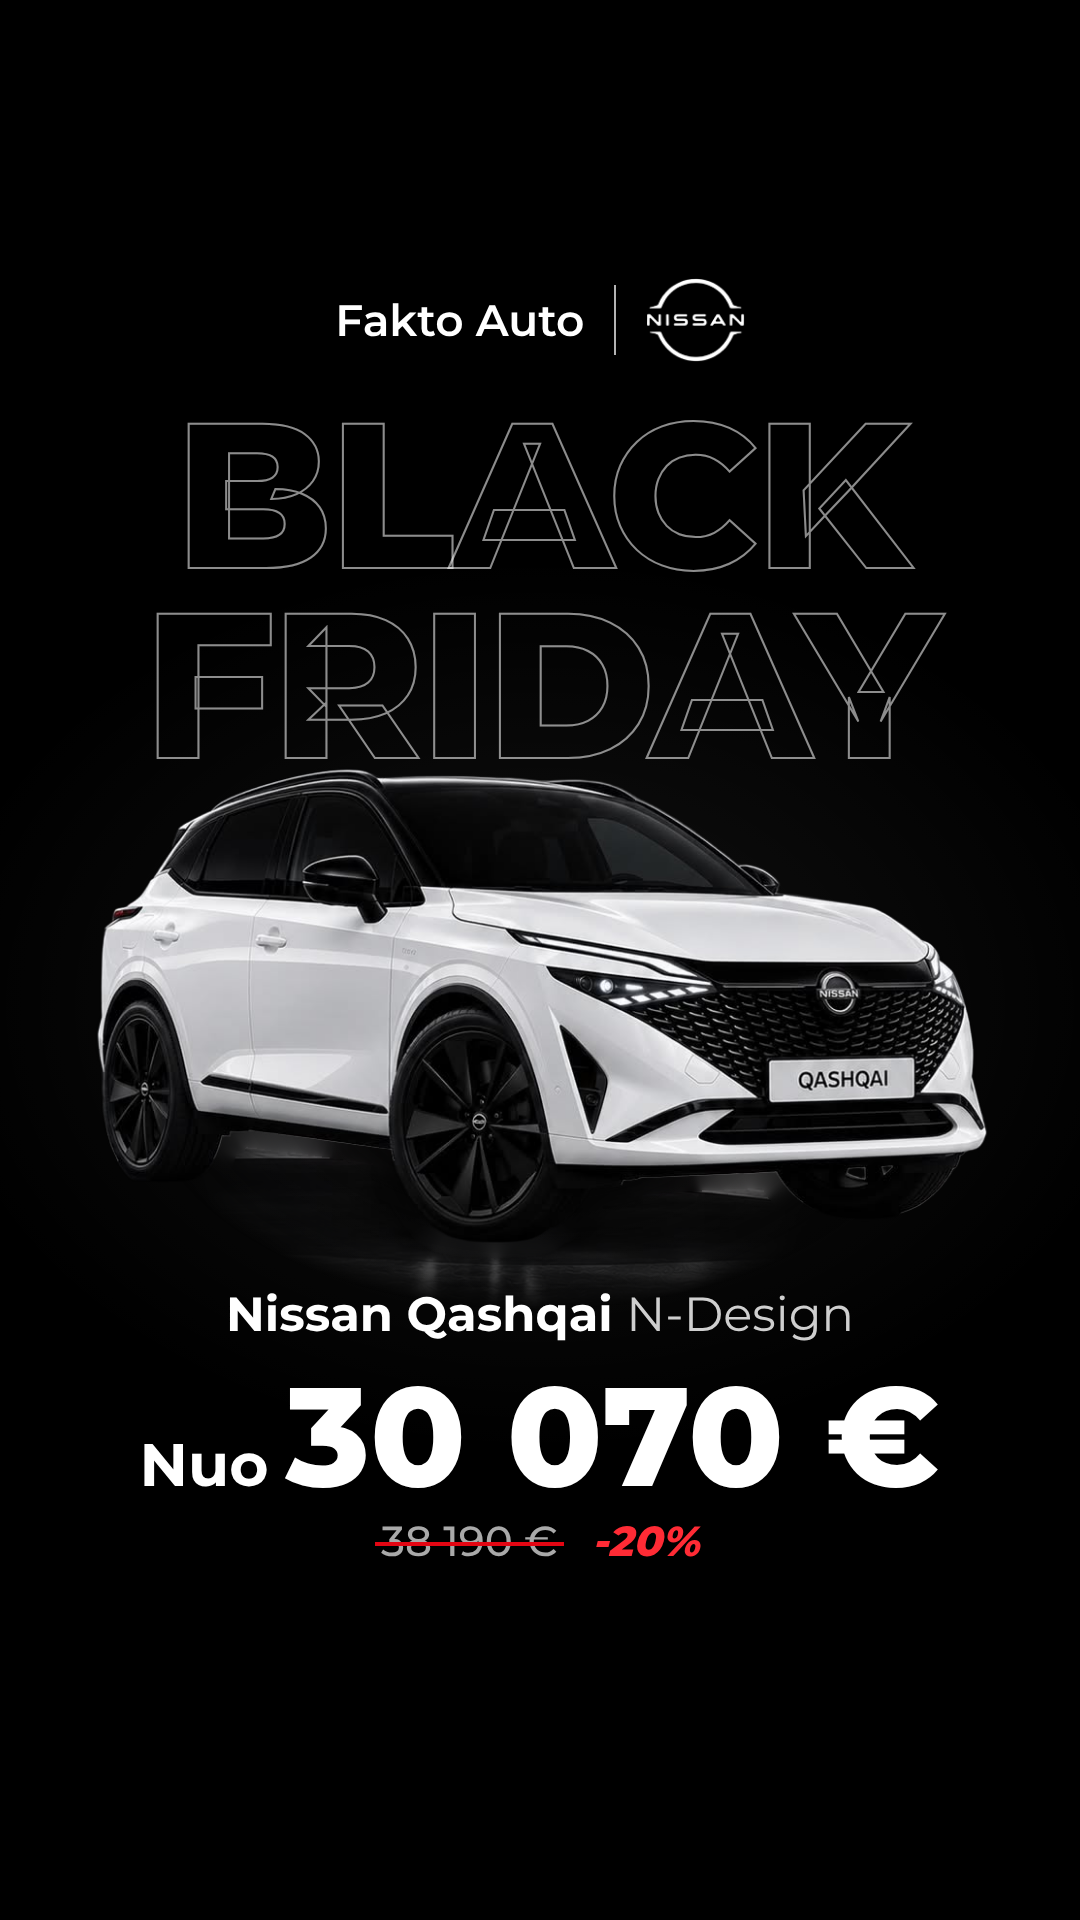 Fakto Auto NISSAN
BLACK
FRIDAY
NISSAN
QASHQAI
Nissan Qashqai N-Design
Nuo 30 070 €
38 190 € -20%